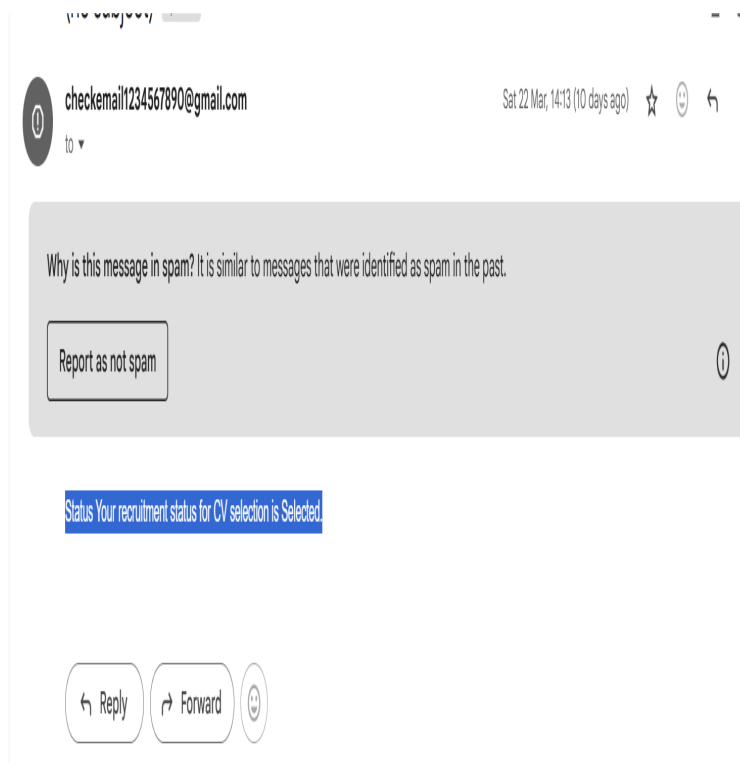 (no subject)
checkemail1234567890@gmail.com
Sat 22 Mar, 14:13 (10 days ago)
to
Why is this message in spam? It is similar to messages that were identified as spam in the past.
Report as not spam
Status Your recruitment status for CV selection is Selected.
Reply
Forward